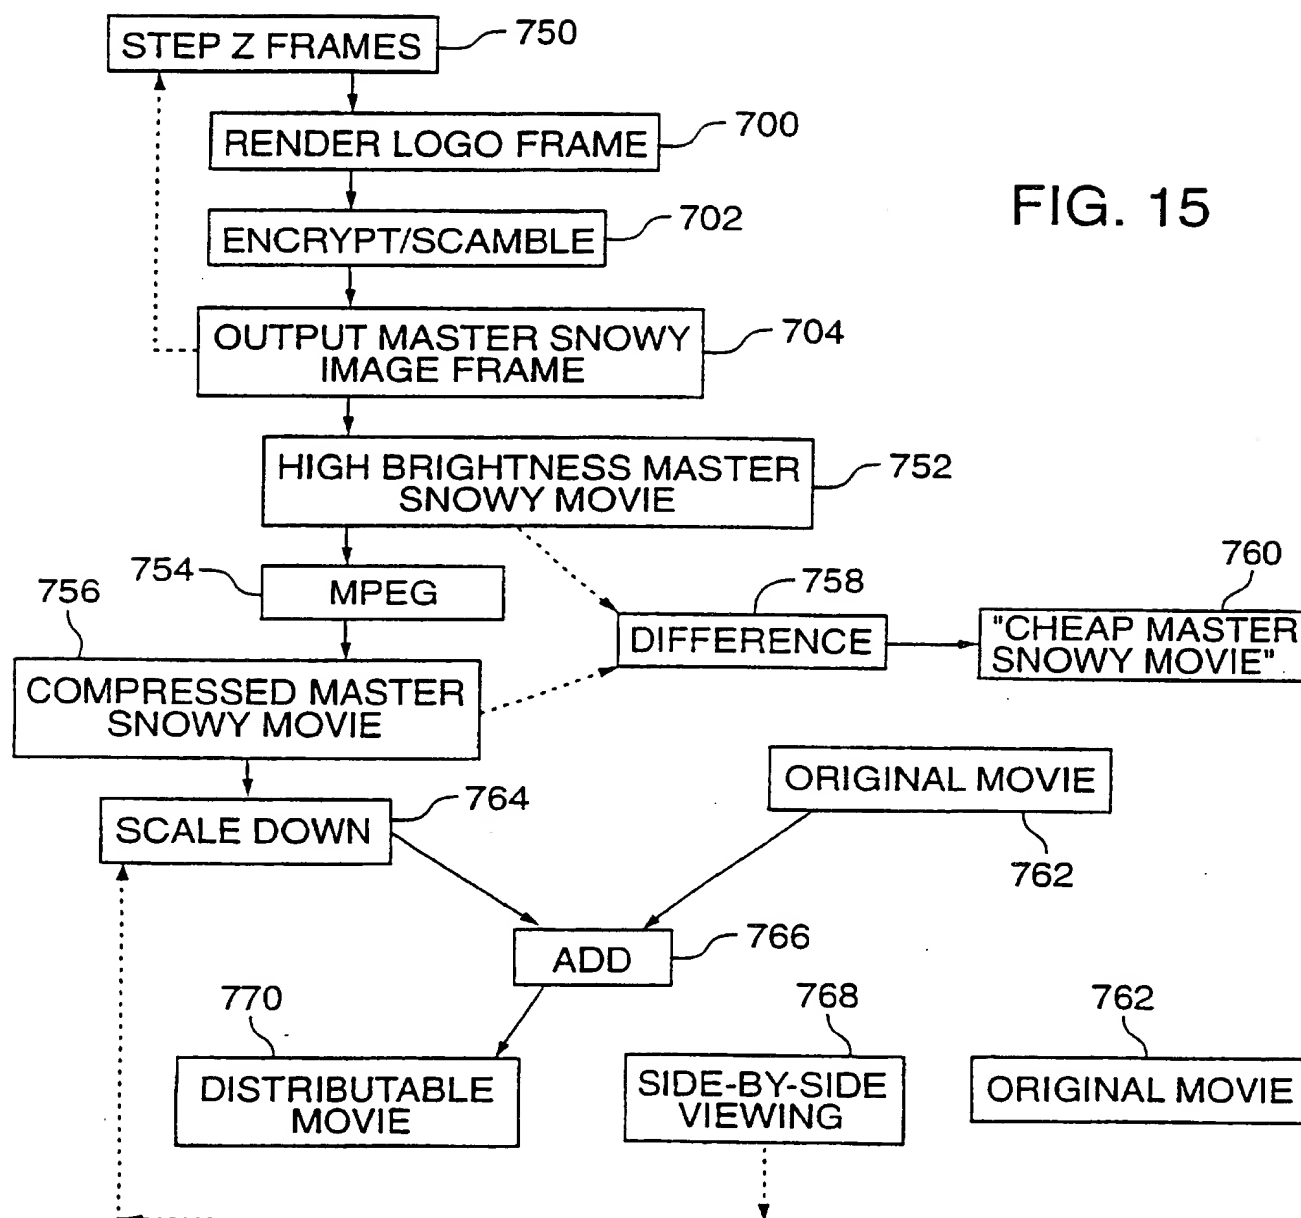 STEP Z FRAMES
750
RENDER LOGO FRAME
700
FIG. 15
ENCRYPT/SCAMBLE
702
OUTPUT MASTER SNOWY
IMAGE FRAME
704
HIGH BRIGHTNESS MASTER
SNOWY MOVIE
752
754
MPEG
756
COMPRESSED MASTER
SNOWY MOVIE
758
DIFFERENCE
760
"CHEAP MASTER
SNOWY MOVIE"
SCALE DOWN
764
ORIGINAL MOVIE
762
ADD
766
770
DISTRIBUTABLE
MOVIE
768
SIDE-BY-SIDE
VIEWING
762
ORIGINAL MOVIE